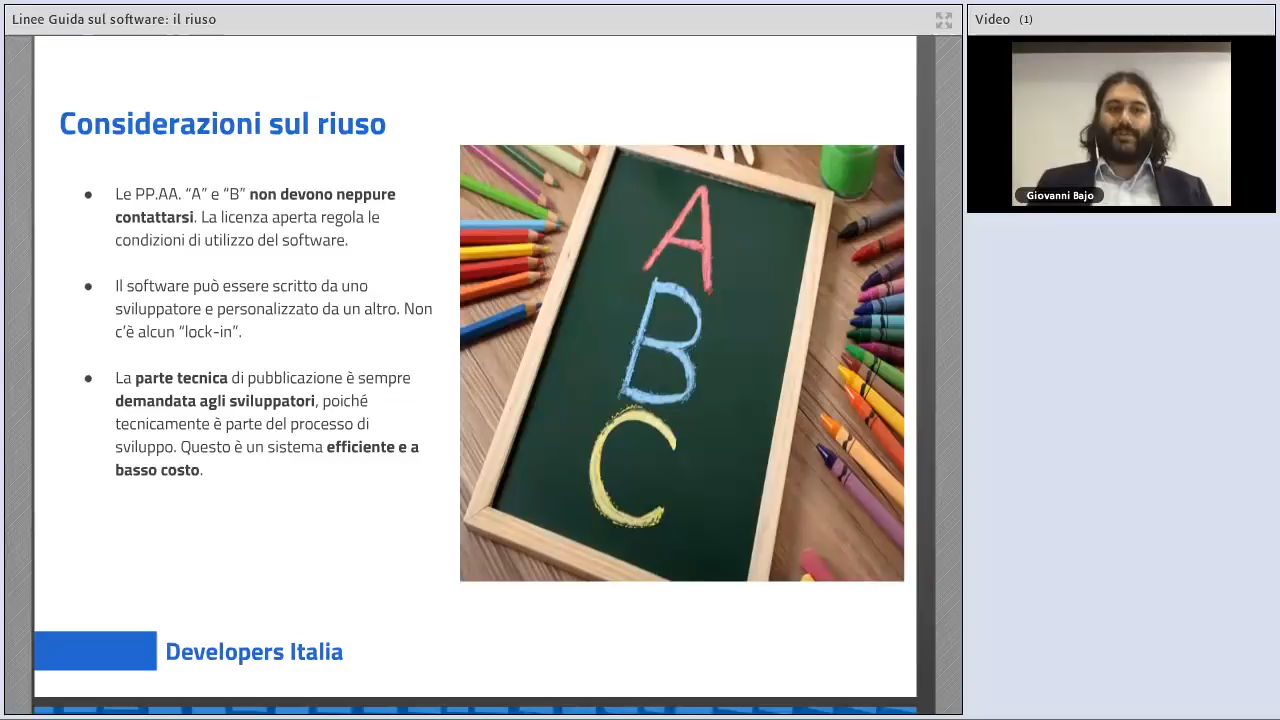 Linee Guida sul software: il riuso
Video (1)
Giovanni Bajo
Considerazioni sul riuso
● Le PP.AA. “A” e “B” non devono neppure
contattarsi. La licenza aperta regola le
condizioni di utilizzo del software.
● Il software può essere scritto da uno
sviluppatore e personalizzato da un altro. Non
c’è alcun “lock-in”.
● La parte tecnica di pubblicazione è sempre
demandata agli sviluppatori, poiché
tecnicamente è parte del processo di
sviluppo. Questo è un sistema efficiente e a
basso costo.
A
B
C
Developers Italia